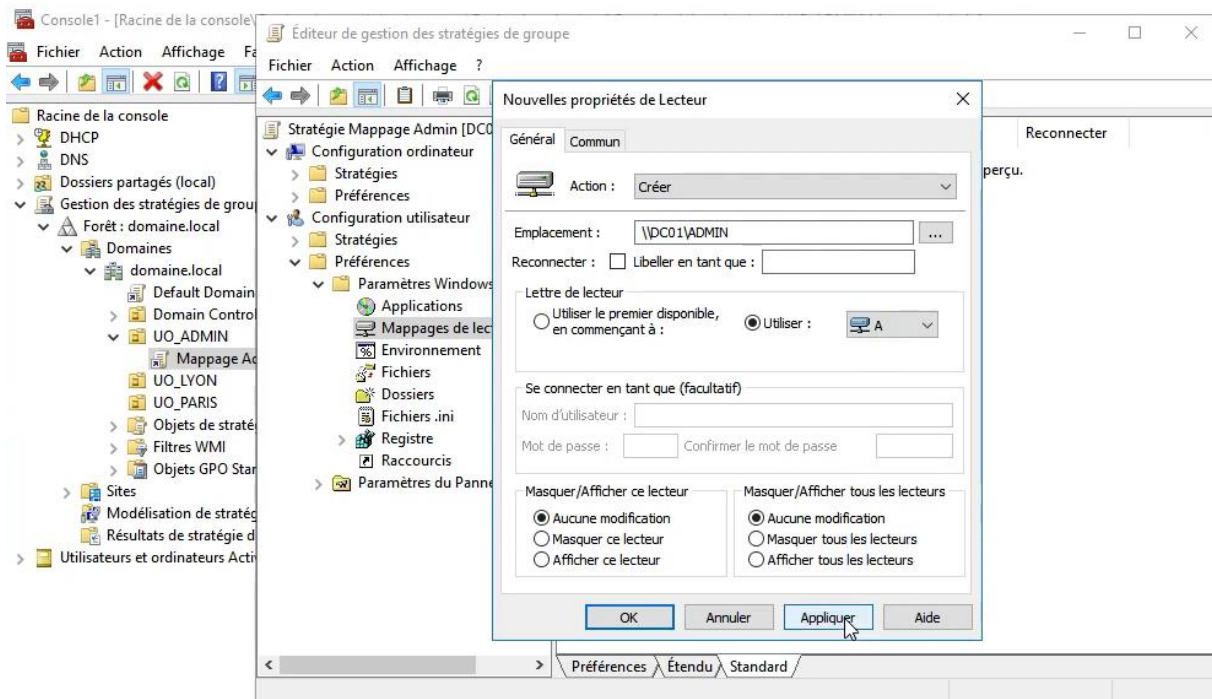 Console1 - [Racine de la console\
Fichier Action Affichage Fa
Racine de la console
DHCP
DNS
Dossiers partagés (local)
Gestion des stratégies de grou
Forêt : domaine.local
Domaines
domaine.local
Default Domain
Domain Control
UO_ADMIN
Mappage Ad
UO_LYON
UO_PARIS
Objets de straté
Filtres WMI
Objets GPO Star
Sites
Modélisation de stratég
Résultats de stratégie d
Utilisateurs et ordinateurs Acti
Éditeur de gestion des stratégies de groupe
Fichier Action Affichage ?
Stratégie Mappage Admin [DC0
Configuration ordinateur
Stratégies
Préférences
Configuration utilisateur
Stratégies
Préférences
Paramètres Windows
Applications
Mappages de lec
Environnement
Fichiers
Dossiers
Fichiers .ini
Registre
Raccourcis
Paramètres du Panne
Reconnecter
perçu.
Préférences Étendu Standard
Nouvelles propriétés de Lecteur
Général Commun
Action : Créer
Emplacement : \\DC01\ADMIN ...
Reconnecter : Libeller en tant que :
Lettre de lecteur
Utiliser le premier disponible,
en commençant à :
Utiliser : A
Se connecter en tant que (facultatif)
Nom d'utilisateur :
Mot de passe : Confirmer le mot de passe
Masquer/Afficher ce lecteur
Aucune modification
Masquer ce lecteur
Afficher ce lecteur
Masquer/Afficher tous les lecteurs
Aucune modification
Masquer tous les lecteurs
Afficher tous les lecteurs
OK Annuler Appliquer Aide